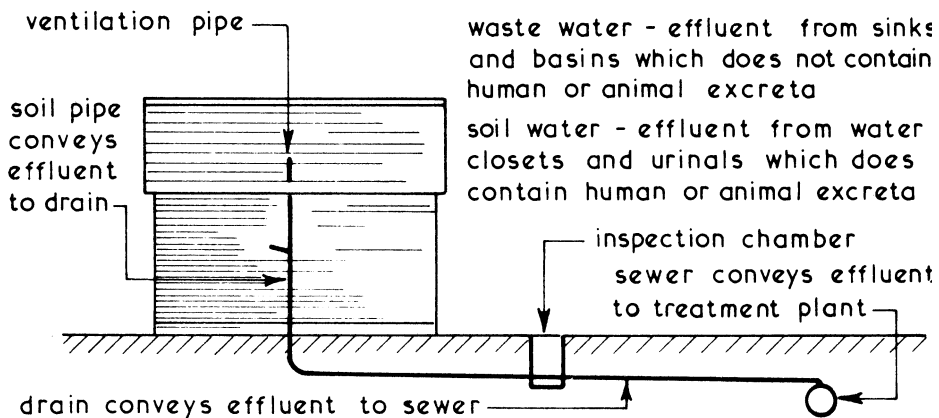 ventilation pipe
waste water - effluent from sinks
and basins which does not contain
human or animal excreta
soil pipe
conveys
effluent
to drain
soil water - effluent from water
closets and urinals which does
contain human or animal excreta
inspection chamber
sewer conveys effluent
to treatment plant
drain conveys effluent to sewer